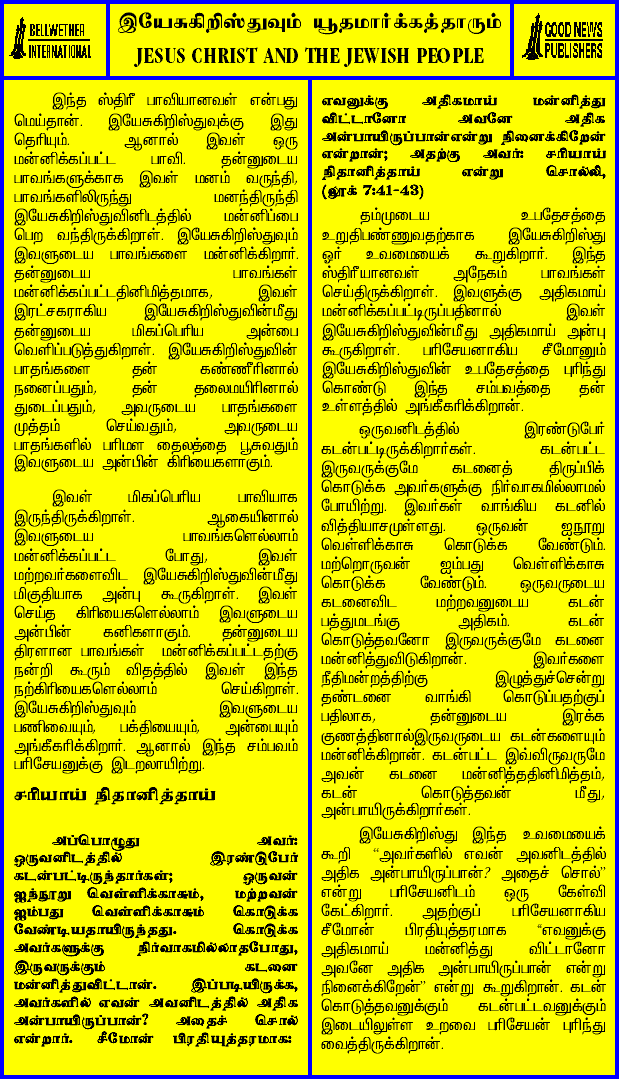 BELLWETHER
INTERNATIONAL
இயேசுகிறிஸ்துவும் யூதமார்க்கத்தாரும்
JESUS CHRIST AND THE JEWISH PEOPLE
GOOD NEWS
PUBLISHERS
இந்த ஸ்திரீ பாவியானவள் என்பது
மெய்தான். இயேசுகிறிஸ்துவுக்கு இது
தெரியும். ஆனால் இவள் ஒரு
மன்னிக்கப்பட்ட பாவி. தன்னுடைய
பாவங்களுக்காக இவள் மனம் வருந்தி,
பாவங்களிலிருந்து மனந்திருந்தி
இயேசுகிறிஸ்துவினிடத்தில் மன்னிப்பை
பெற வந்திருக்கிறாள். இயேசுகிறிஸ்துவும்
இவளுடைய பாவங்களை மன்னிக்கிறார்.
தன்னுடைய பாவங்கள்
மன்னிக்கப்பட்டதினிமித்தமாக, இவள்
இரட்சகராகிய இயேசுகிறிஸ்துவின்மீது
தன்னுடைய மிகப்பெரிய அன்பை
வெளிப்படுத்துகிறாள். இயேசுகிறிஸ்துவின்
பாதங்களை தன் கண்ணீரினால்
நனைப்பதும், தன் தலைமயிரினால்
துடைப்பதும், அவருடைய பாதங்களை
முத்தம் செய்வதும், அவருடைய
பாதங்களில் பரிமள தைலத்தை பூசுவதும்
இவளுடைய அன்பின் கிரியைகளாகும்.
இவள் மிகப்பெரிய பாவியாக
இருந்திருக்கிறாள். ஆகையினால்
இவளுடைய பாவங்களெல்லாம்
மன்னிக்கப்பட்ட போது, இவள்
மற்றவர்களைவிட இயேசுகிறிஸ்துவின்மீது
மிகுதியாக அன்பு கூருகிறாள். இவள்
செய்த கிரியைகளெல்லாம் இவளுடைய
அன்பின் கனிகளாகும். தன்னுடைய
திரளான பாவங்கள் மன்னிக்கப்பட்டதற்கு
நன்றி கூரும் விதத்தில் இவள் இந்த
நற்கிரியைகளெல்லாம் செய்கிறாள்.
இயேசுகிறிஸ்துவும் இவளுடைய
பணிவையும், பக்தியையும், அன்பையும்
அங்கீகரிக்கிறார். ஆனால் இந்த சம்பவம்
பரிசேயனுக்கு இடறலாயிற்று.
சரியாய் நிதானித்தாய்
அப்பொழுது அவர்:
ஒருவனிடத்தில் இரண்டுபேர்
கடன்பட்டிருந்தார்கள்; ஒருவன்
ஐந்நூறு வெள்ளிக்காசும், மற்றவன்
ஐம்பது வெள்ளிக்காசும் கொடுக்க
வேண்டியதாயிருந்தது. கொடுக்க
அவர்களுக்கு நிர்வாகமில்லாதபோது,
இருவருக்கும் கடனை
மன்னித்துவிட்டான். இப்படியிருக்க,
அவர்களில் எவன் அவனிடத்தில் அதிக
அன்பாயிருப்பான்? அதைச் சொல்
என்றார். சீமோன் பிரதியுத்தரமாக:
எவனுக்கு அதிகமாய் மன்னித்து
விட்டானோ அவனே அதிக
அன்பாயிருப்பான்என்று நினைக்கிறேன்
என்றான்; அதற்கு அவர்: சரியாய்
நிதானித்தாய் என்று சொல்லி,
(லூக் 7:41-43)
தம்முடைய உபதேசத்தை
உறுதிபண்ணுவதற்காக இயேசுகிறிஸ்து
ஓர் உவமையைக் கூறுகிறார். இந்த
ஸ்திரீயானவள் அநேகம் பாவங்கள்
செய்திருக்கிறாள். இவளுக்கு அதிகமாய்
மன்னிக்கப்பட்டிருப்பதினால் இவள்
இயேசுகிறிஸ்துவின்மீது அதிகமாய் அன்பு
கூருகிறாள். பரிசேயனாகிய சீமோனும்
இயேசுகிறிஸ்துவின் உபதேசத்தை புரிந்து
கொண்டு இந்த சம்பவத்தை தன்
உள்ளத்தில் அங்கீகரிக்கிறான்.
ஒருவனிடத்தில் இரண்டுபேர்
கடன்பட்டிருக்கிறார்கள். கடன்பட்ட
இருவருக்குமே கடனைத் திருப்பிக்
கொடுக்க அவர்களுக்கு நிர்வாகமில்லாமல்
போயிற்று. இவர்கள் வாங்கிய கடனில்
வித்தியாசமுள்ளது. ஒருவன் ஐநூறு
வெள்ளிக்காசு கொடுக்க வேண்டும்.
மற்றொருவன் ஐம்பது வெள்ளிக்காசு
கொடுக்க வேண்டும். ஒருவருடைய
கடனைவிட மற்றவனுடைய கடன்
பத்துமடங்கு அதிகம். கடன்
கொடுத்தவனோ இருவருக்குமே கடனை
மன்னித்துவிடுகிறான். இவர்களை
நீதிமன்றத்திற்கு இழுத்துச்சென்று
தண்டனை வாங்கி கொடுப்பதற்குப்
பதிலாக, தன்னுடைய இரக்க
குணத்தினால்இருவருடைய கடன்களையும்
மன்னிக்கிறான். கடன்பட்ட இவ்விருவருமே
அவன் கடனை மன்னித்ததினிமித்தம்,
கடன் கொடுத்தவன் மீது,
அன்பாயிருக்கிறார்கள்.
இயேசுகிறிஸ்து இந்த உவமையைக்
கூறி “அவர்களில் எவன் அவனிடத்தில்
அதிக அன்பாயிருப்பான்? அதைச் சொல்”
என்று பரிசேயனிடம் ஒரு கேள்வி
கேட்கிறார். அதற்குப் பரிசேயனாகிய
சீமோன் பிரதியுத்தரமாக “எவனுக்கு
அதிகமாய் மன்னித்து விட்டானோ
அவனே அதிக அன்பாயிருப்பான் என்று
நினைக்கிறேன்” என்று கூறுகிறான். கடன்
கொடுத்தவனுக்கும் கடன்பட்டவனுக்கும்
இடையிலுள்ள உறவை பரிசேயன் புரிந்து
வைத்திருக்கிறான்.